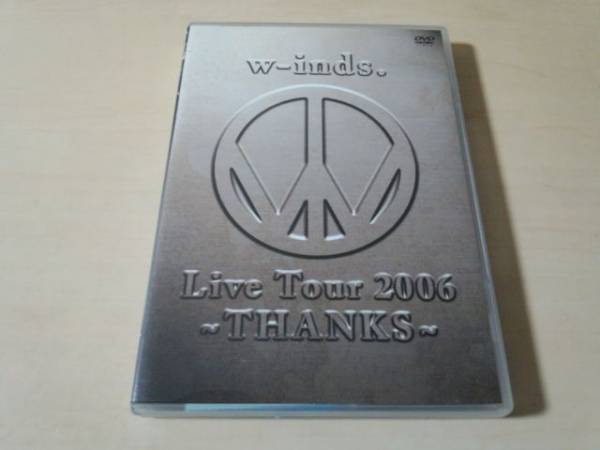 DVD
w-inds.
Live Tour 2006
~THANKS~